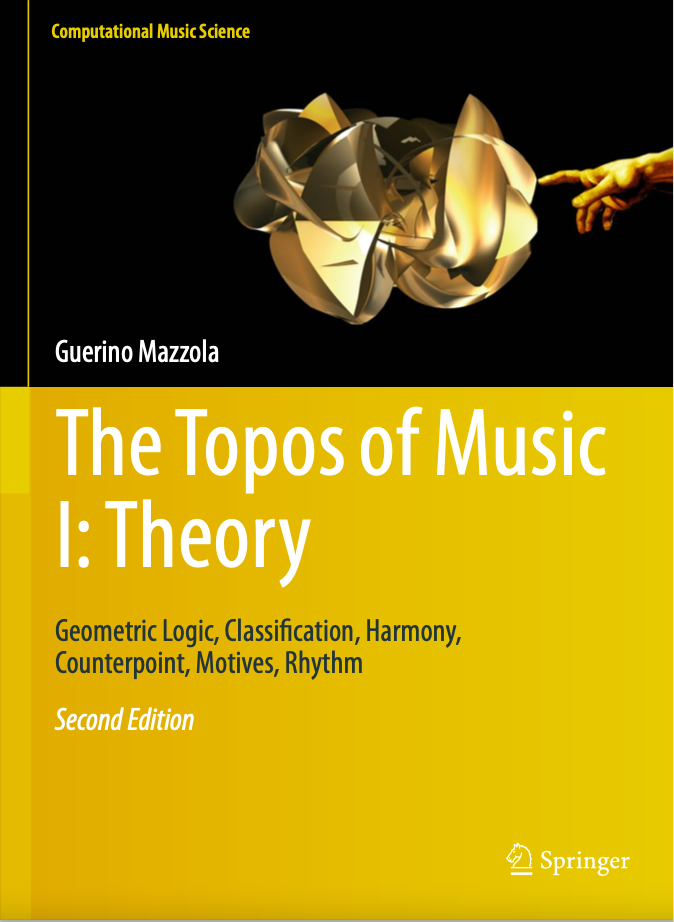 Computational Music Science
Guerino Mazzola
The Topos of Music
I: Theory
Geometric Logic, Classification, Harmony,
Counterpoint, Motives, Rhythm
Second Edition
Springer